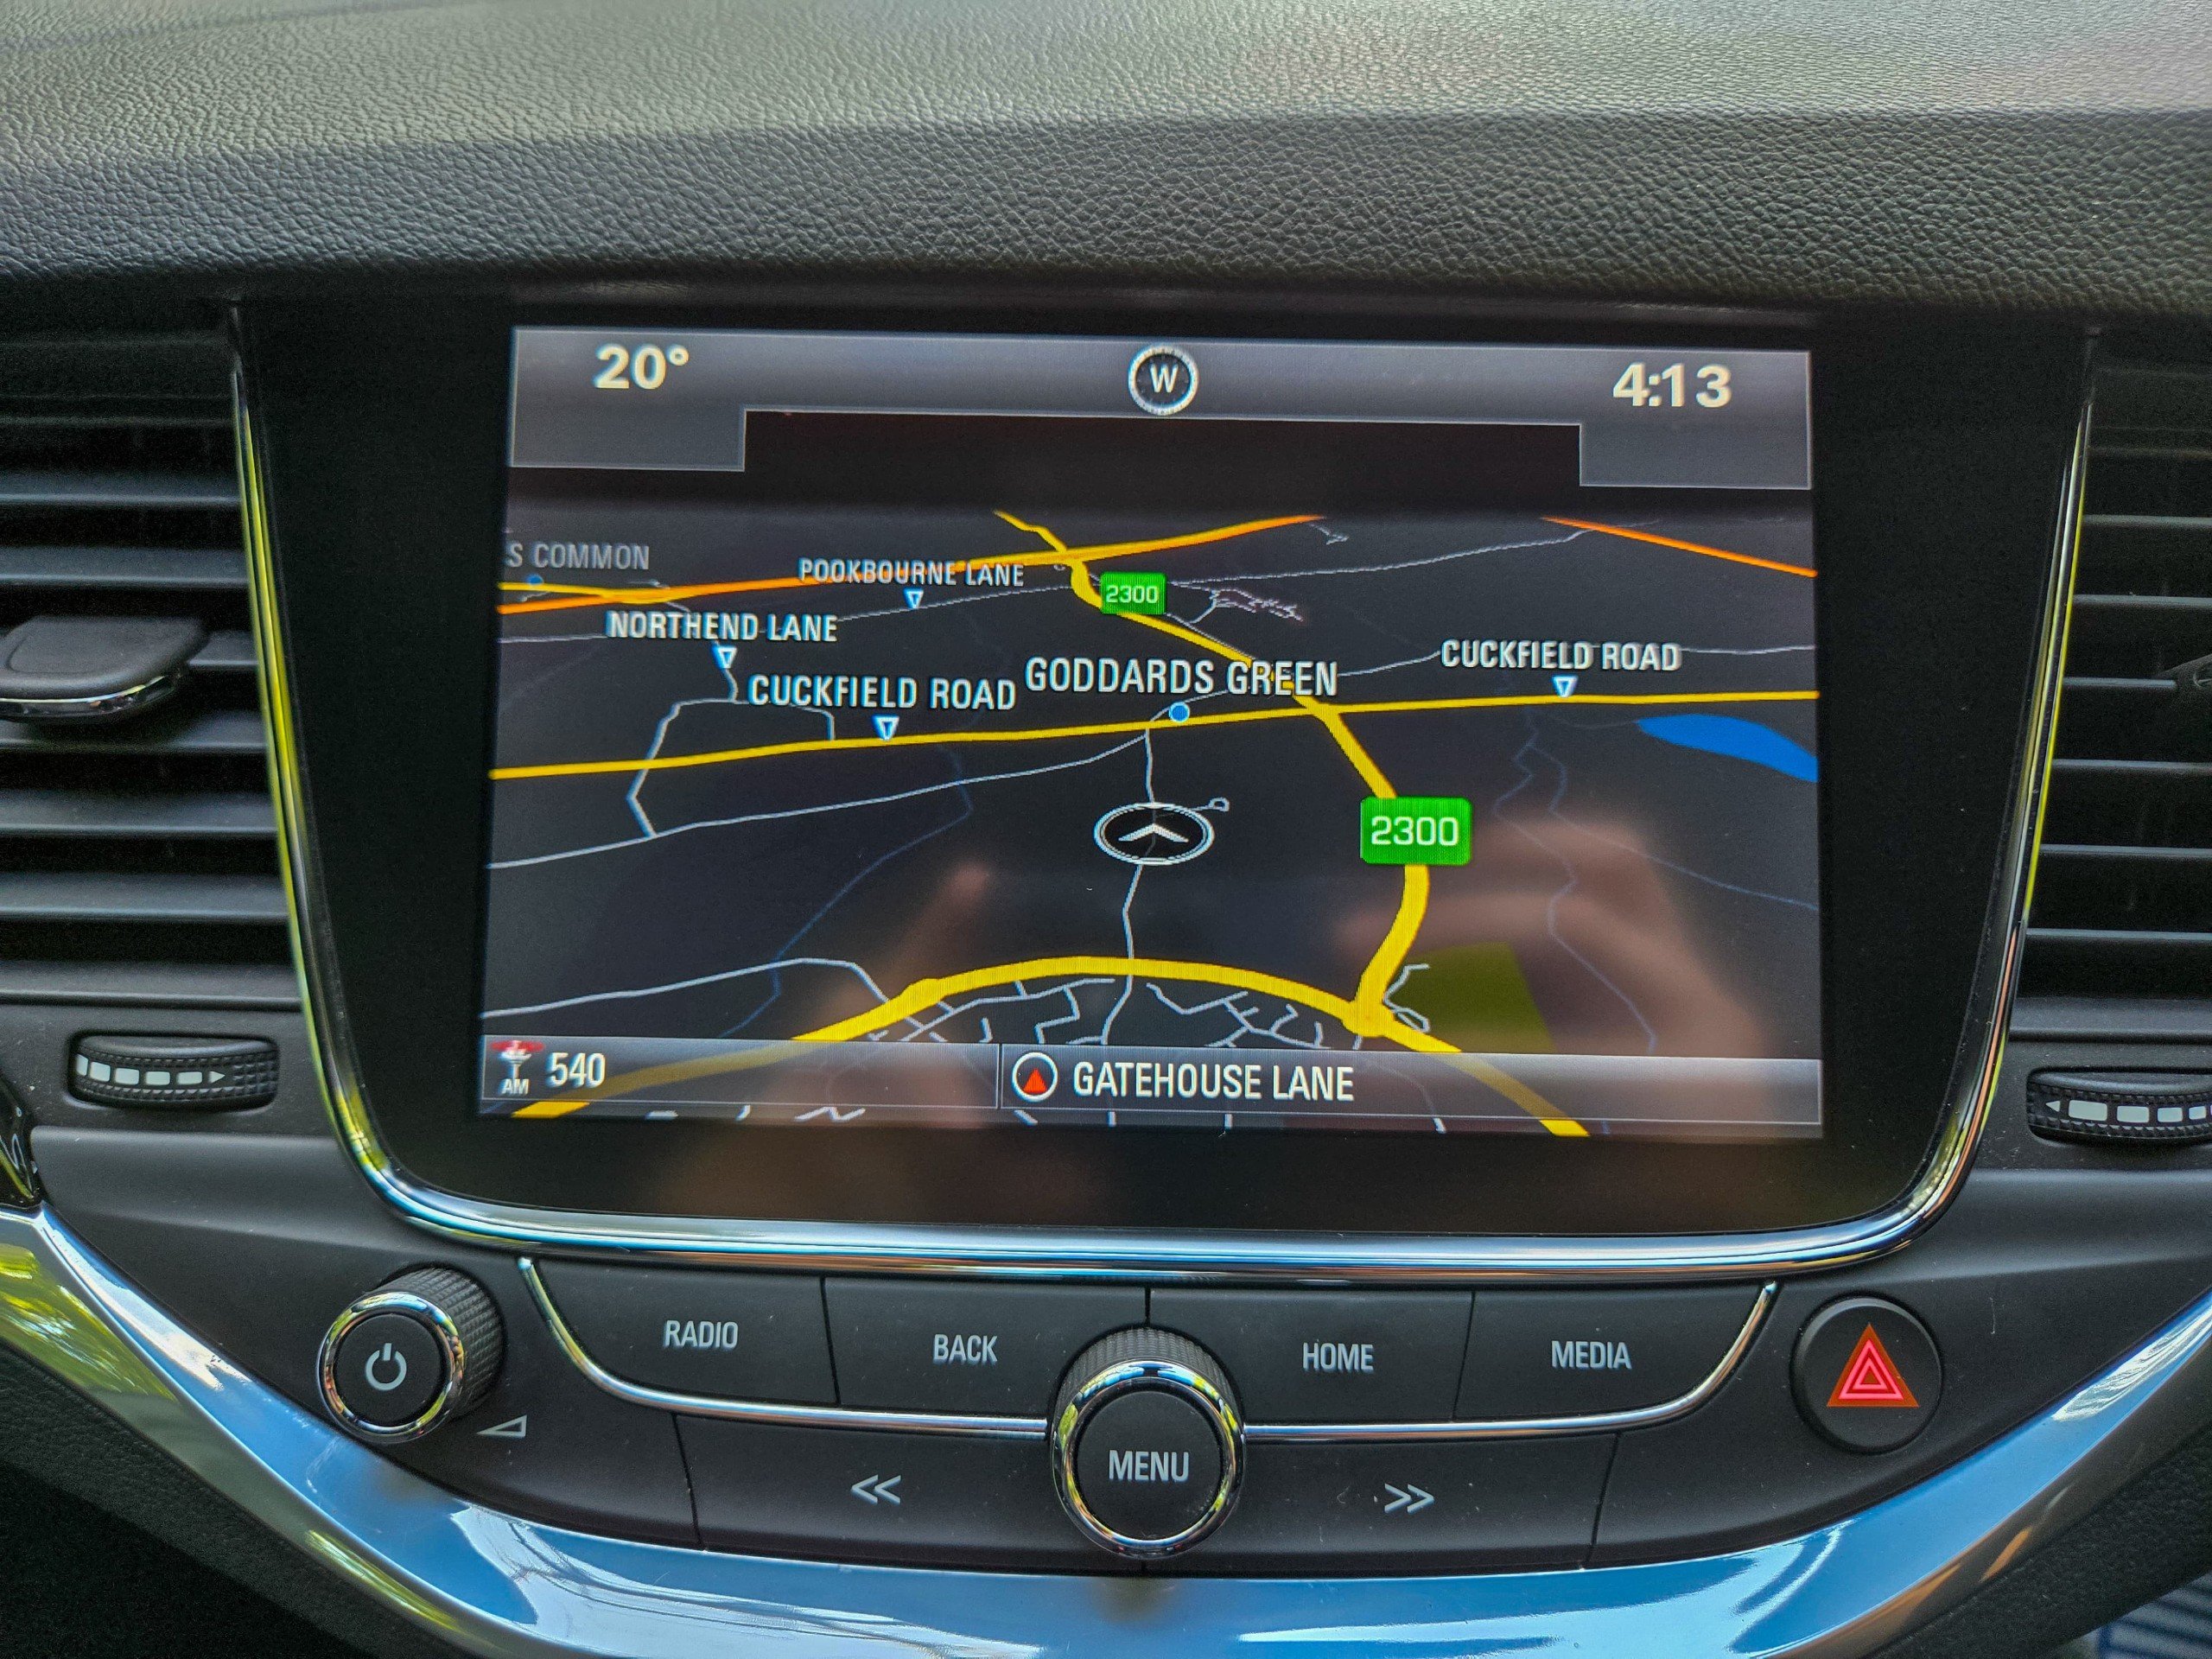 20°
W
4:13
S COMMON
POOKBOURNE LANE
2300
NORTHEND LANE
CUCKFIELD ROAD
GODDARDS GREEN
CUCKFIELD ROAD
2300
AM 540
GATEHOUSE LANE
RADIO
BACK
HOME
MEDIA
MENU